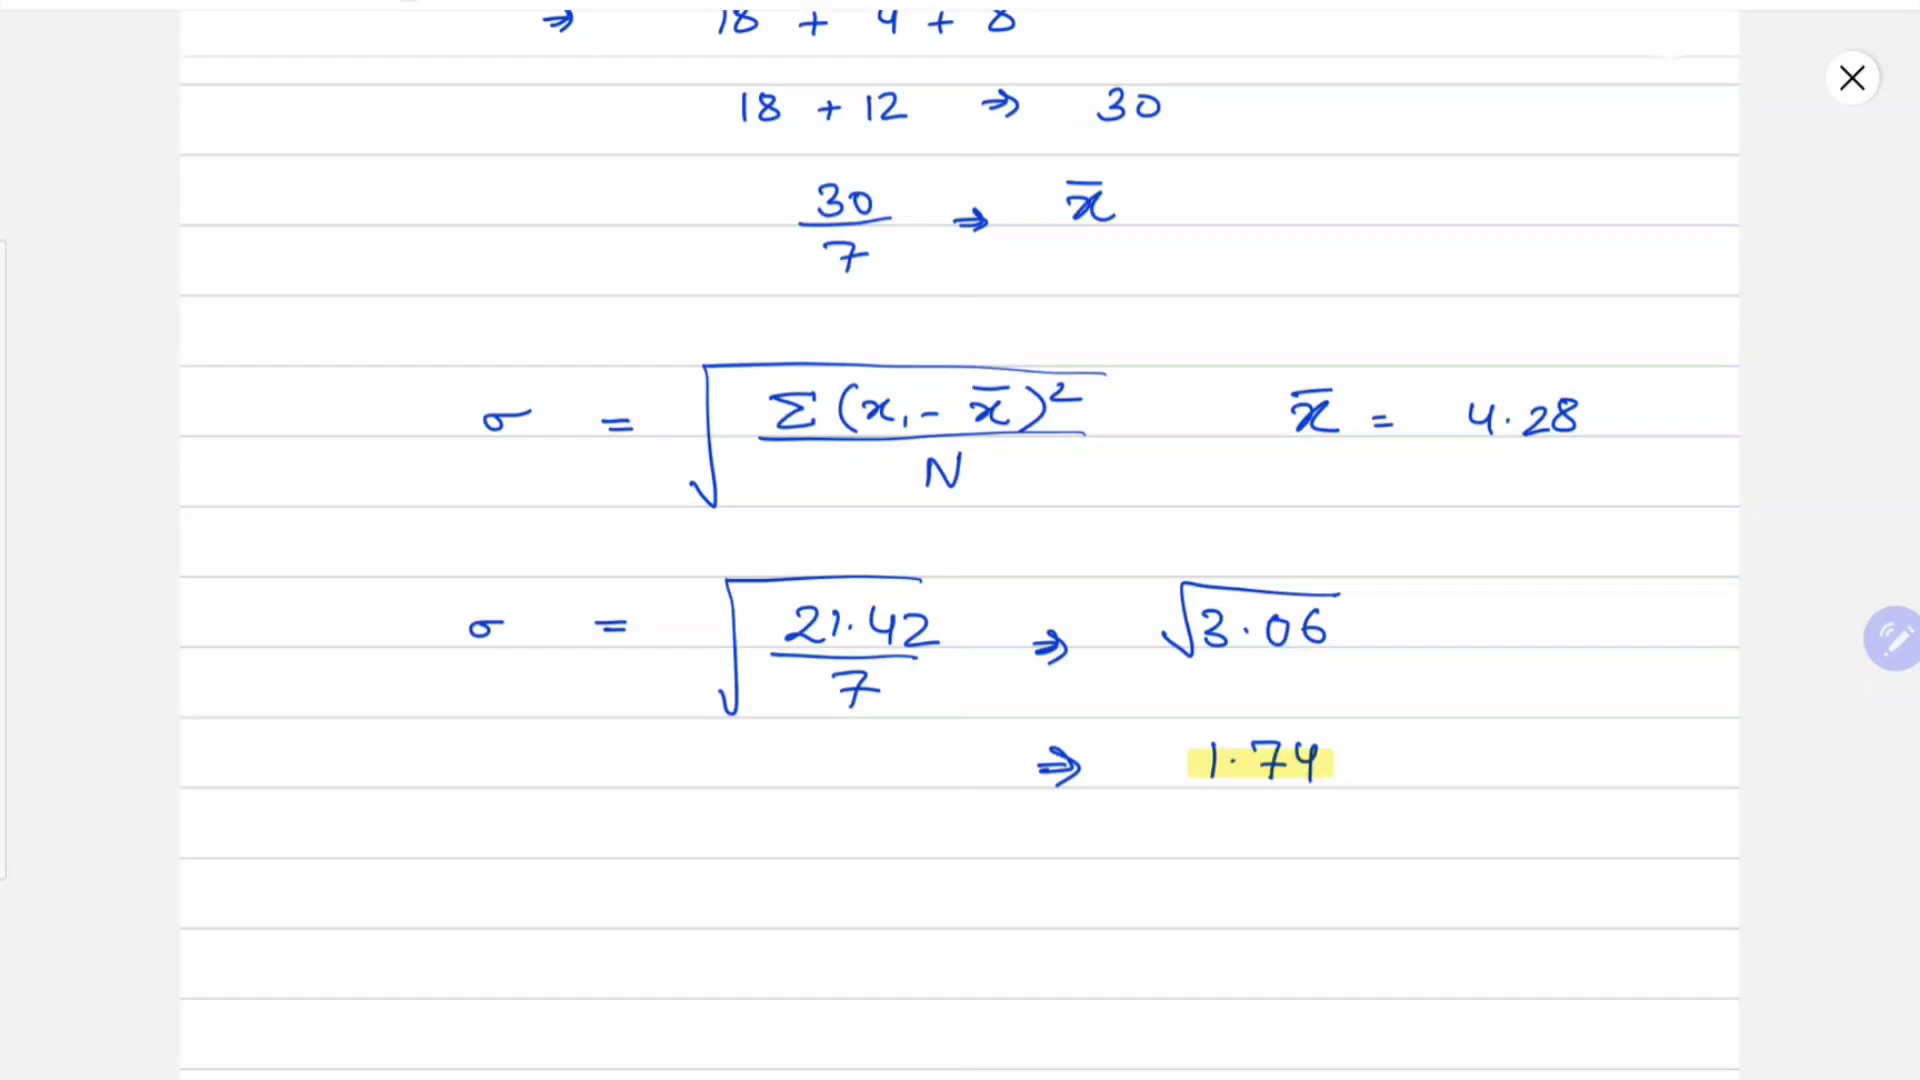 ⇒ 18 + 4 + 8
18 + 12 ⇒ 30
30/7 ⇒ x̄
σ = √(Σ(x₁ - x̄)²/N) x̄ = 4.28
σ = √(21.42/7) ⇒ √3.06
⇒ 1.74